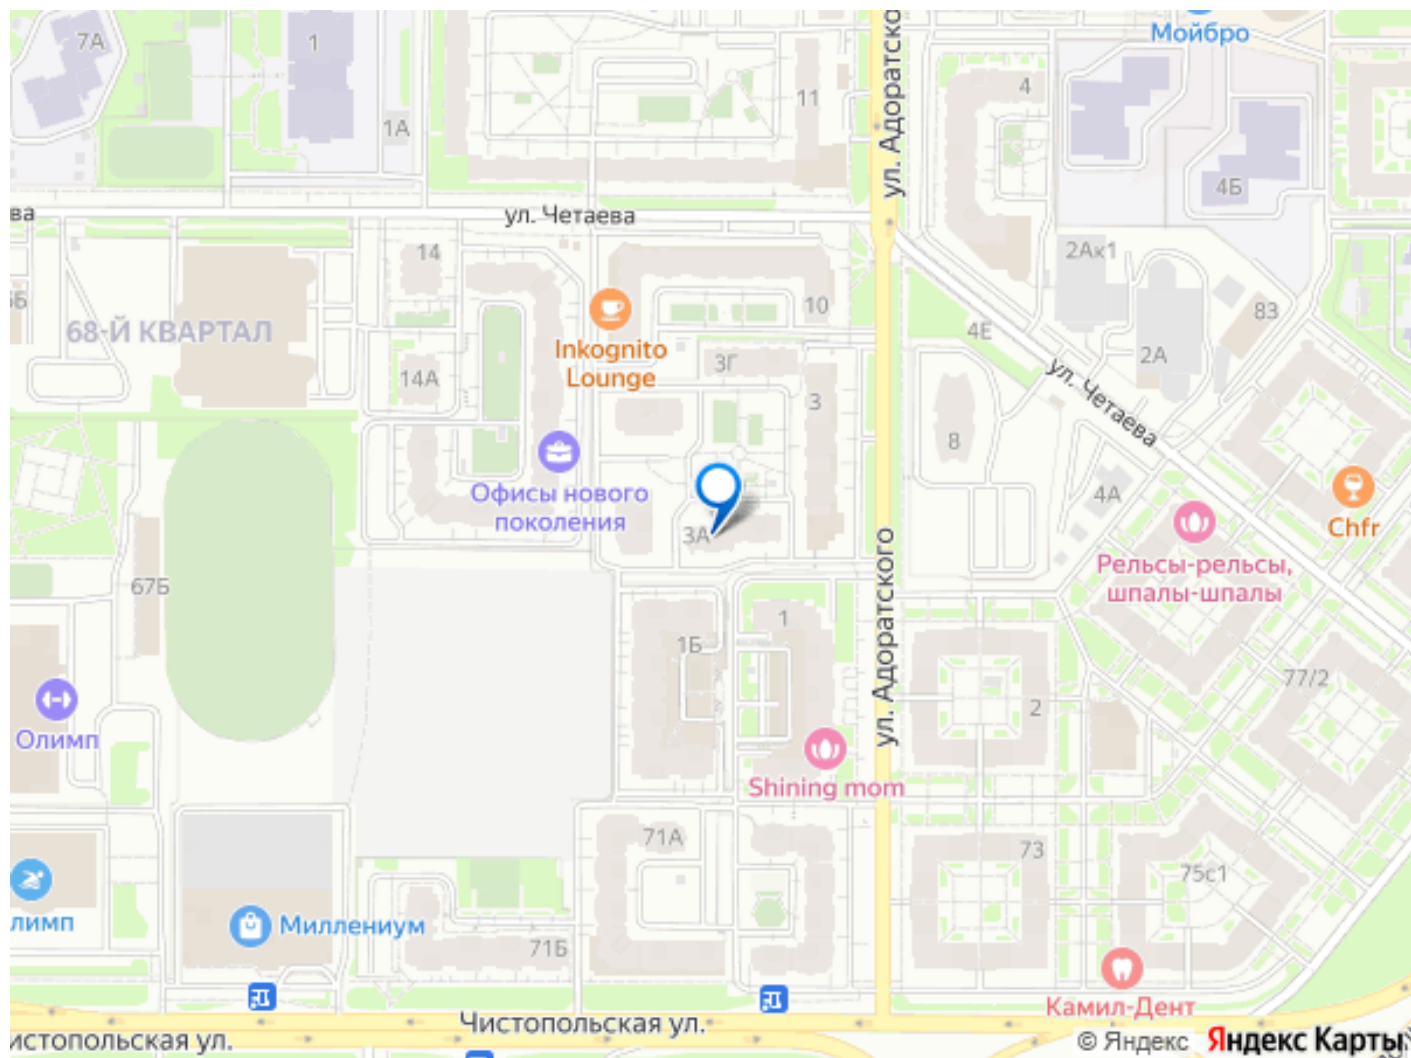 Мойбро
7А
1
4
11
ул. Адоратско
1А
4Б
ва
ул. Четаева
14
2Ак1
6Б
10
83
68-Й КВАРТАЛ
4Е
Inkognito
Lounge
3Г
2А
14А
ул. Четаева
3
8
Офисы нового
поколения
4А
Chfr
3А
Рельсы-рельсы,
шпалы-шпалы
67Б
ул. Адоратского
1
1Б
77/2
2
Олимп
Shining mom
71А
73
75с1
лимп
Миллениум
71Б
Камил-Дент
Чистопольская ул.
истопольская ул.
© Яндекс Яндекс Карты